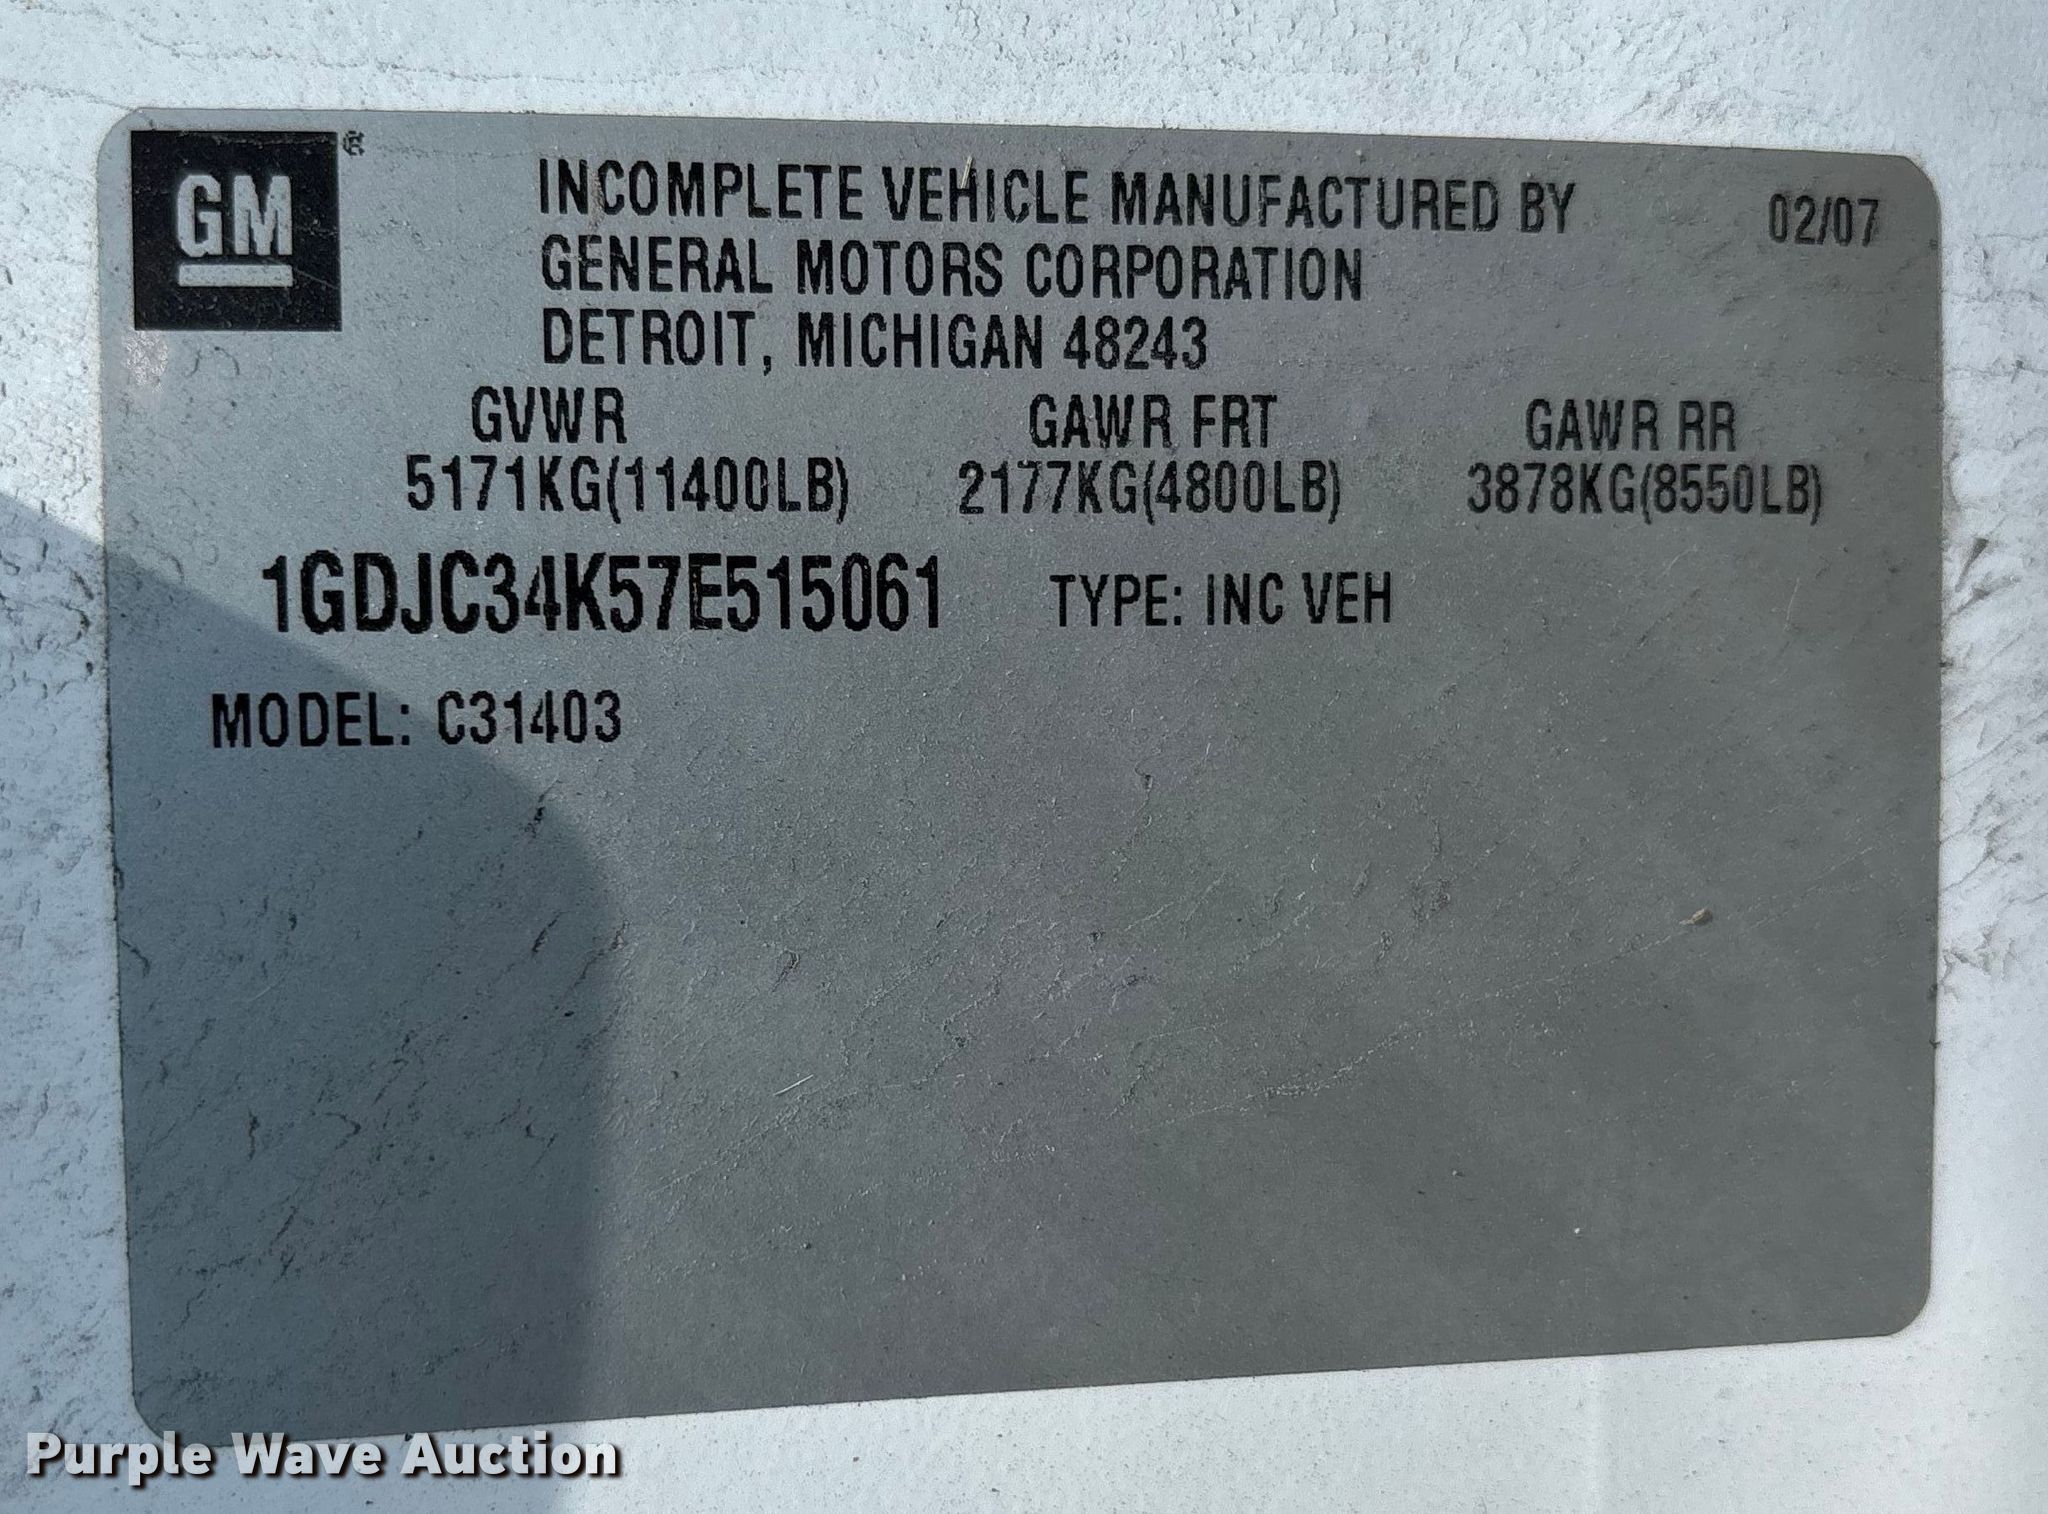 GM®
INCOMPLETE VEHICLE MANUFACTURED BY 02/07
GENERAL MOTORS CORPORATION
DETROIT, MICHIGAN 48243
GVWR GAWR FRT GAWR RR
5171KG(11400LB) 2177KG(4800LB) 3878KG(8550LB)
1GDJC34K57E515061 TYPE: INC VEH
MODEL: C31403
Purple Wave Auction